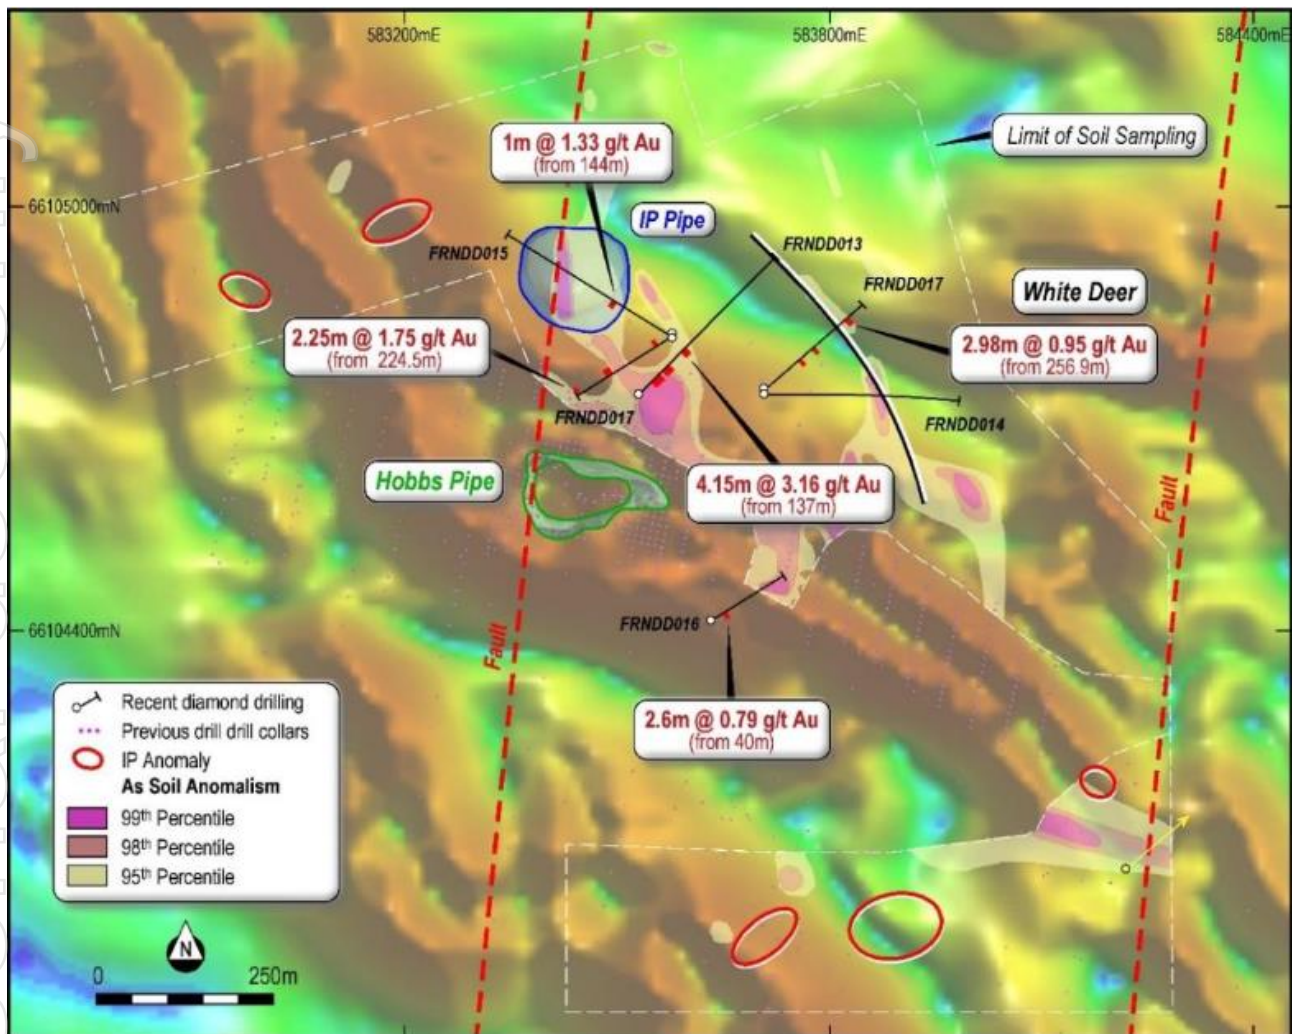 583200mE
583800mE
584400mE
1m @ 1.33 g/t Au
(from 144m)
Limit of Soil Sampling
66105000mN
IP Pipe
FRNDD015
FRNDD013
FRNDD017
White Deer
2.25m @ 1.75 g/t Au
(from 224.5m)
2.98m @ 0.95 g/t Au
(from 256.9m)
FRNDD017
FRNDD014
Hobbs Pipe
4.15m @ 3.16 g/t Au
(from 137m)
Fault
FRNDD016
66104400mN
Fault
2.6m @ 0.79 g/t Au
(from 40m)
Recent diamond drilling
Previous drill drill collars
IP Anomaly
As Soil Anomalism
99th Percentile
98th Percentile
95th Percentile
N
0 250m